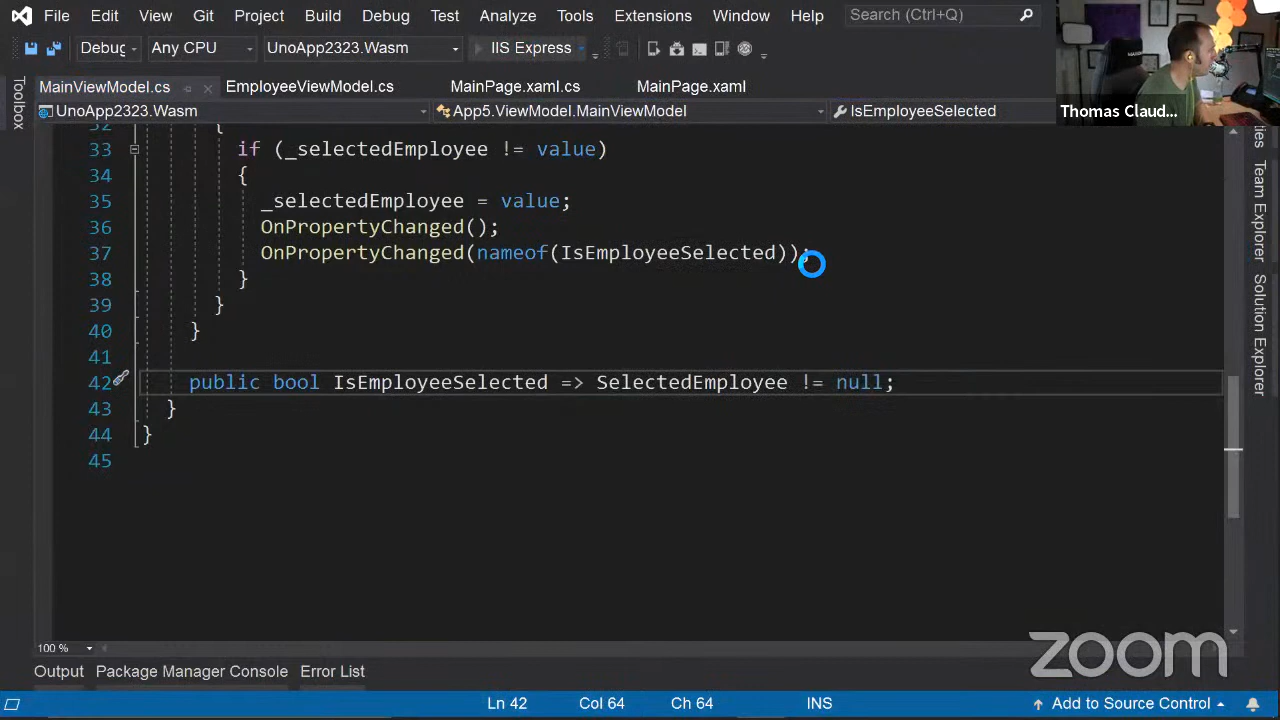 File Edit View Git Project Build Debug Test Analyze Tools Extensions Window Help Search (Ctrl+Q)
Debug Any CPU UnoApp2323.Wasm IIS Express
MainViewModel.cs EmployeeViewModel.cs MainPage.xaml.cs MainPage.xaml
Thomas Claud...
UnoApp2323.Wasm App5.ViewModel.MainViewModel IsEmployeeSelected
Toolbox
Team Explorer
Solution Explorer
32 {
33 if (_selectedEmployee != value)
34 {
35 _selectedEmployee = value;
36 OnPropertyChanged();
37 OnPropertyChanged(nameof(IsEmployeeSelected));
38 }
39 }
40 }
41
42 public bool IsEmployeeSelected => SelectedEmployee != null;
43 }
44 }
45
100 %
zoom
Output Package Manager Console Error List
Ln 42 Col 64 Ch 64 INS Add to Source Control